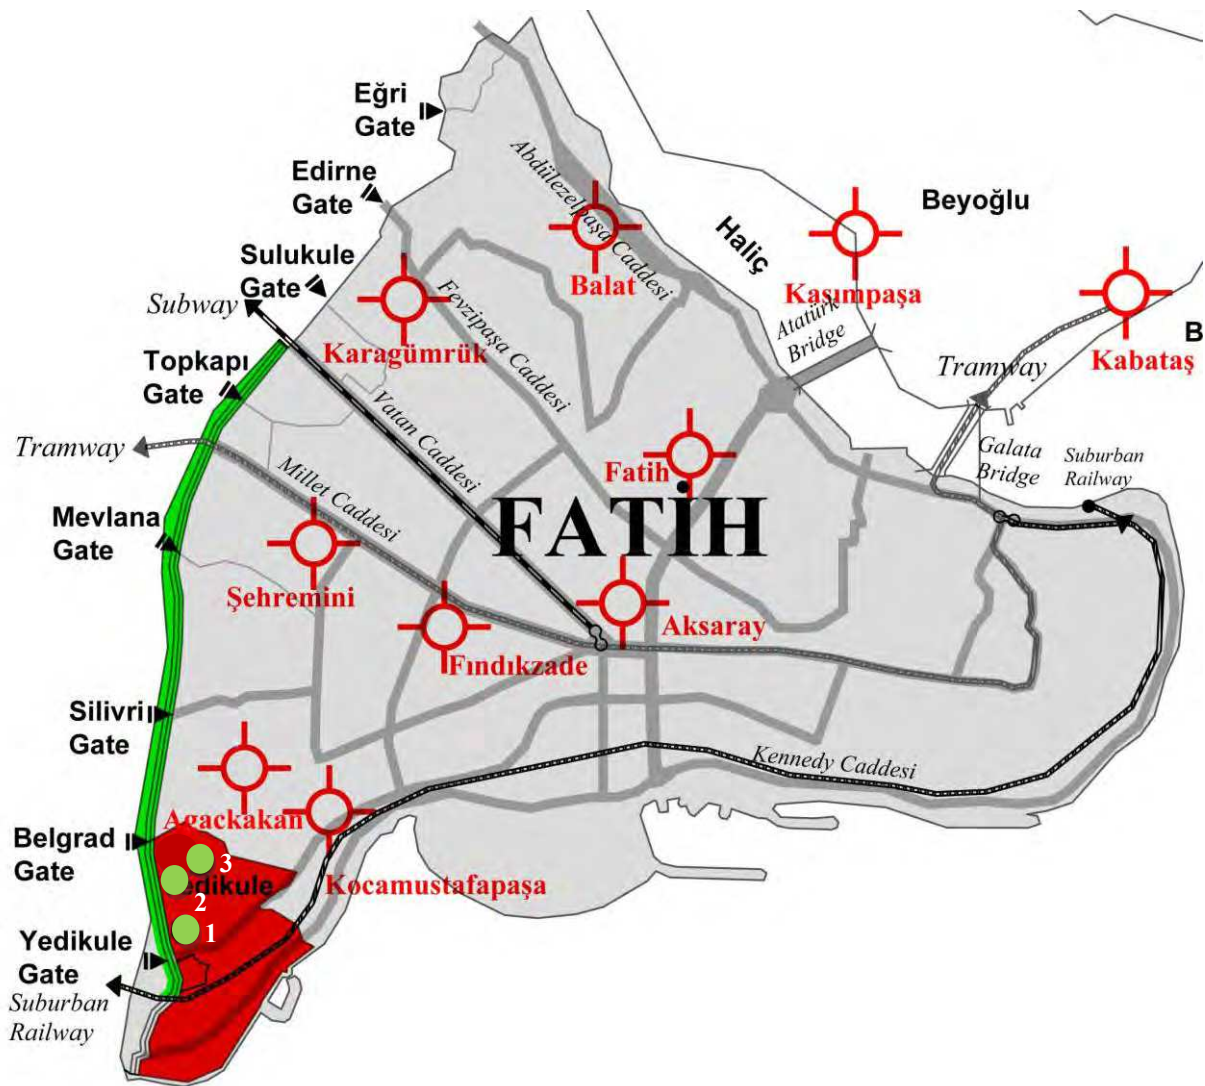 Eğri
Gate
Edirne
Gate
Abdülezelpaşa Caddesi
Beyoğlu
Haliç
Sulukule
Gate
Balat
Kasımpaşa
Subway
Fevzipaşa Caddesi
Karagümrük
Atatürk
Bridge
B
Kabataş
Topkapı
Gate
Tramway
Vatan Caddesi
Tramway
Millet Caddesi
Fatih
Galata
Bridge
Suburban
Railway
Mevlana
Gate
FATİH
Şehremini
Aksaray
Fındıkzade
Silivri
Gate
Kennedy Caddesi
Agackakan
Belgrad
Gate
3
edikule
Kocamustafapaşa
2
1
Yedikule
Gate
Suburban
Railway